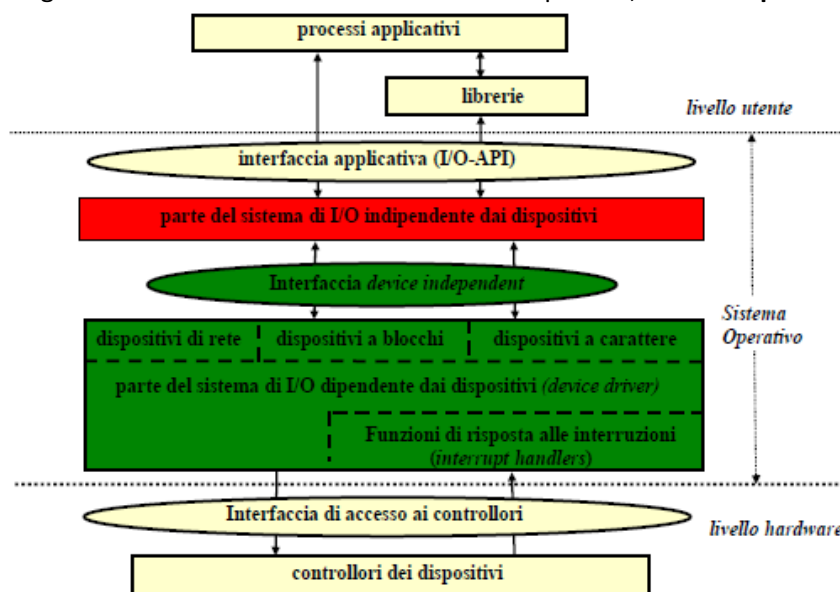 processi applicativi
librerie
livello utente
interfaccia applicativa (I/O-API)
parte del sistema di I/O indipendente dai dispositivi
Interfaccia device independent
Sistema
Operativo
dispositivi di rete
dispositivi a blocchi
dispositivi a carattere
parte del sistema di I/O dipendente dai dispositivi (device driver)
Funzioni di risposta alle interruzioni
(interrupt handlers)
Interfaccia di accesso ai controllori
livello hardware
controllori dei dispositivi